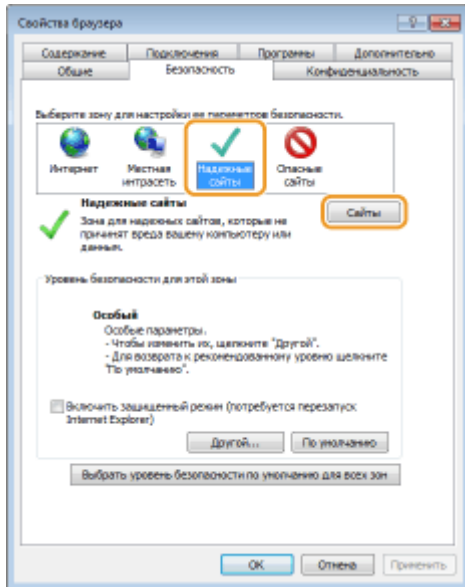 Свойства браузера
Содержание Подключения Программы Дополнительно
Общие Безопасность Конфиденциальность
Выберите зону для настройки ее параметров безопасности.
Интернет Местная интрасеть Надежные сайты Опасные сайты
Надежные сайты
Сайты
Зона для надежных сайтов, которые не
причинят вреда вашему компьютеру или
данным.
Уровень безопасности для этой зоны
Особый
Особые параметры.
- Чтобы изменить их, щелкните "Другой".
- Для возврата к рекомендованному уровню щелкните
"По умолчанию".
Включить защищенный режим (потребуется перезапуск
Internet Explorer)
Другой... По умолчанию
Выбрать уровень безопасности по умолчанию для всех зон
OK Отмена Применить